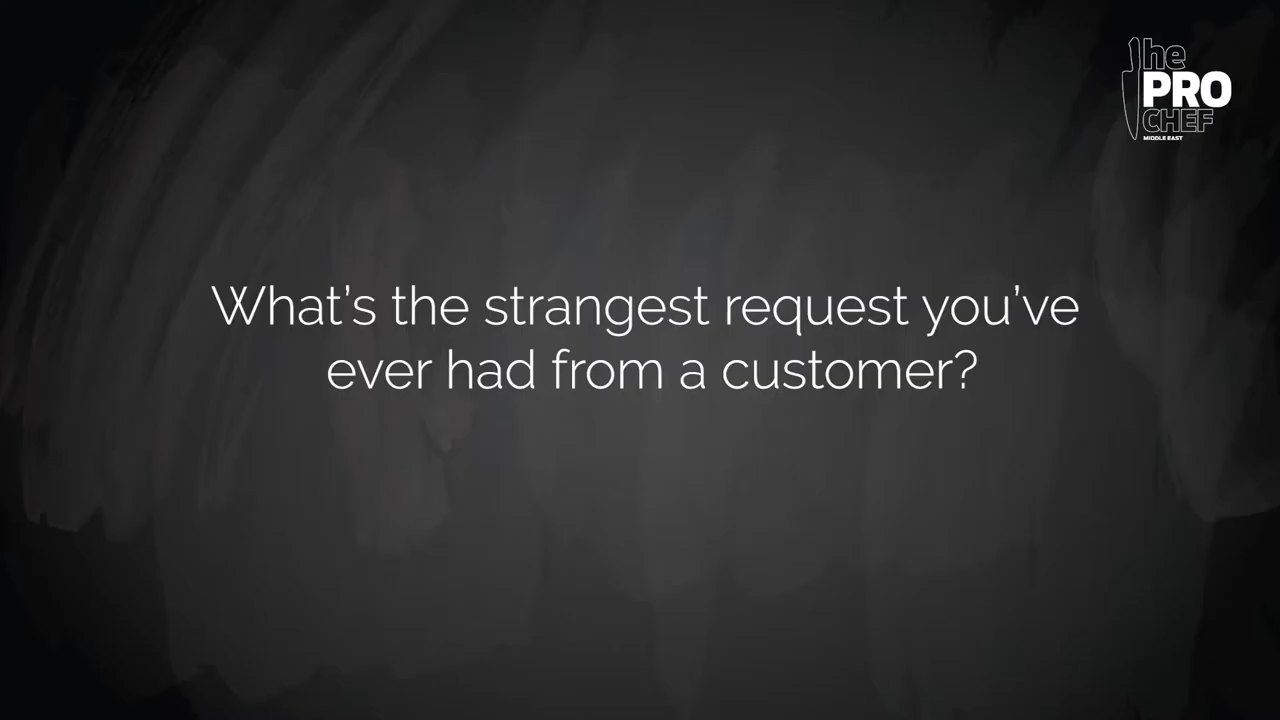 he
PRO
CHEF
MIDDLE EAST
What's the strangest request you've
ever had from a customer?